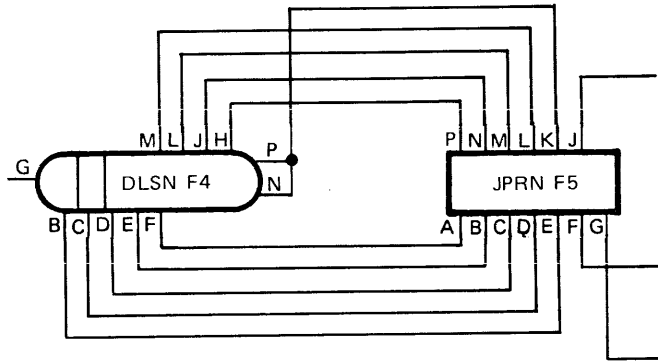 M L J H
P N M L K J
G
P
DLSN F4
JPRN F5
N
B C D E F
A B C D E F G